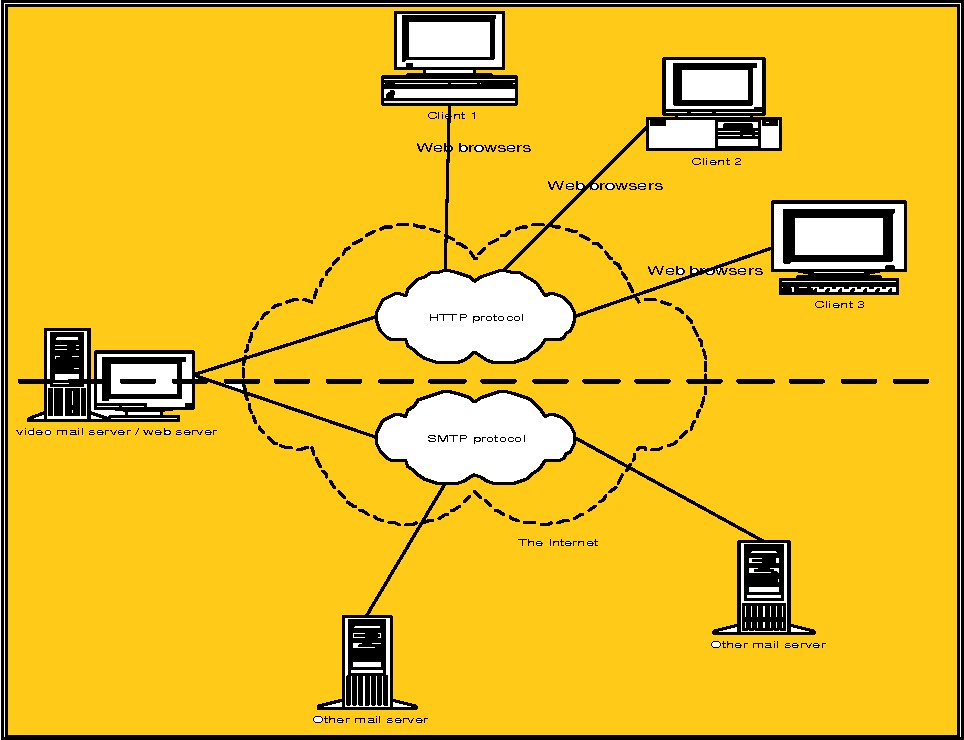 Client 1
Web browsers
Client 2
Web browsers
Web browsers
Client 3
HTTP protocol
video mail server / web server
SMTP protocol
The Internet
Other mail server
Other mail server